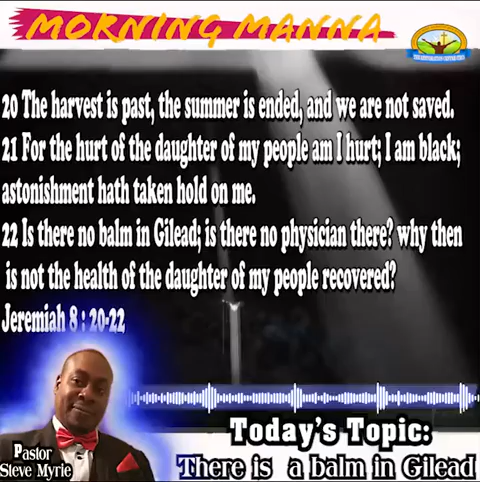 MORNING MANNA
20 The harvest is past, the summer is ended, and we are not saved.
21 For the hurt of the daughter of my people am I hurt; I am black;
astonishment hath taken hold on me.
22 Is there no balm in Gilead; is there no physician there? why then
is not the health of the daughter of my people recovered?
Jeremiah 8 : 20-22
Today's Topic:
There is a balm in Gilead
Pastor
Steve Myrie